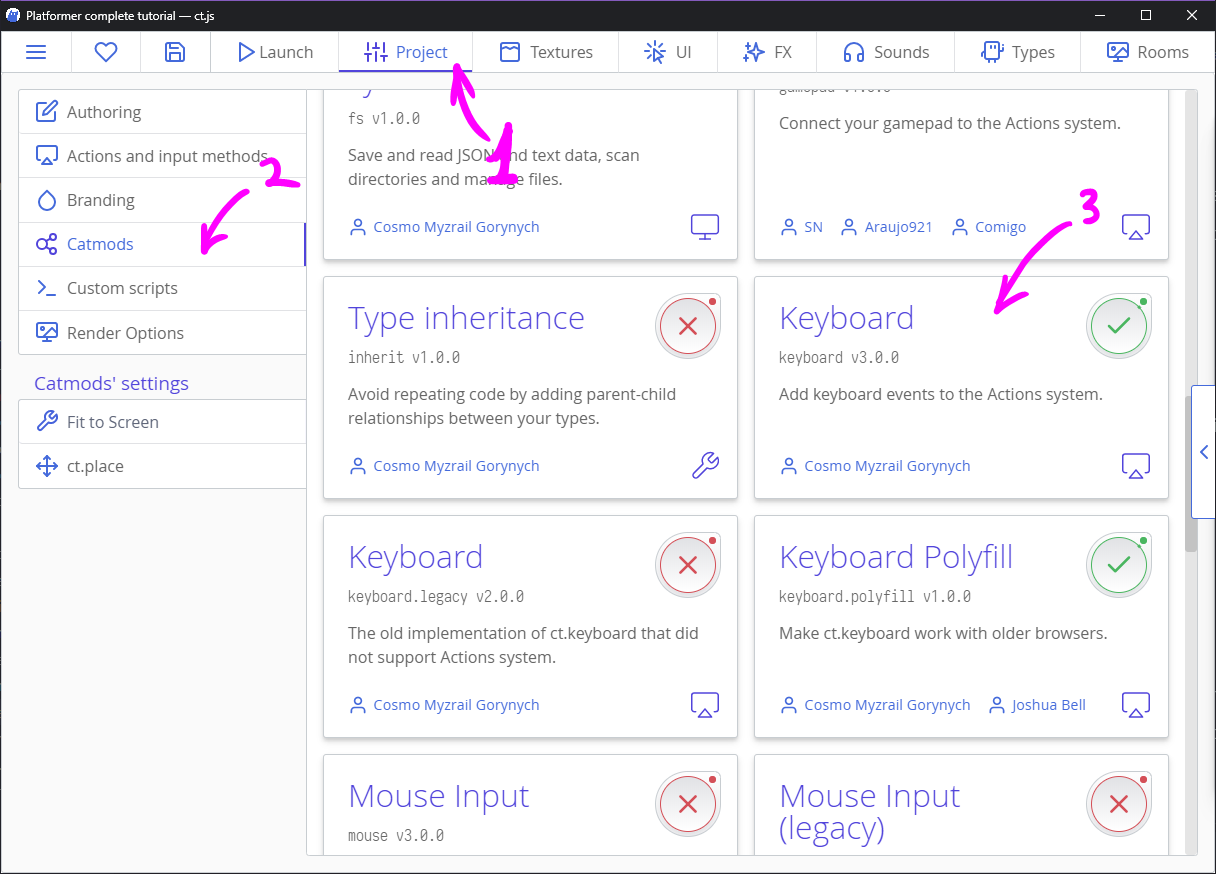 Platformer complete tutorial — ct.js
Launch
Project
Textures
UI
FX
Sounds
Types
Rooms
1
2
3
Authoring
Actions and input methods
Branding
Catmods
Custom scripts
Render Options
Catmods' settings
Fit to Screen
ct.place
fs v1.0.0
Save and read JSON and text data, scan
directories and manage files.
Cosmo Myzrail Gorynych
Connect your gamepad to the Actions system.
SN
Araujo921
Comigo
Type inheritance
inherit v1.0.0
Avoid repeating code by adding parent-child
relationships between your types.
Cosmo Myzrail Gorynych
Keyboard
keyboard v3.0.0
Add keyboard events to the Actions system.
Cosmo Myzrail Gorynych
Keyboard
keyboard.legacy v2.0.0
The old implementation of ct.keyboard that did
not support Actions system.
Cosmo Myzrail Gorynych
Keyboard Polyfill
keyboard.polyfill v1.0.0
Make ct.keyboard work with older browsers.
Cosmo Myzrail Gorynych
Joshua Bell
Mouse Input
mouse v3.0.0
Mouse Input
(legacy)